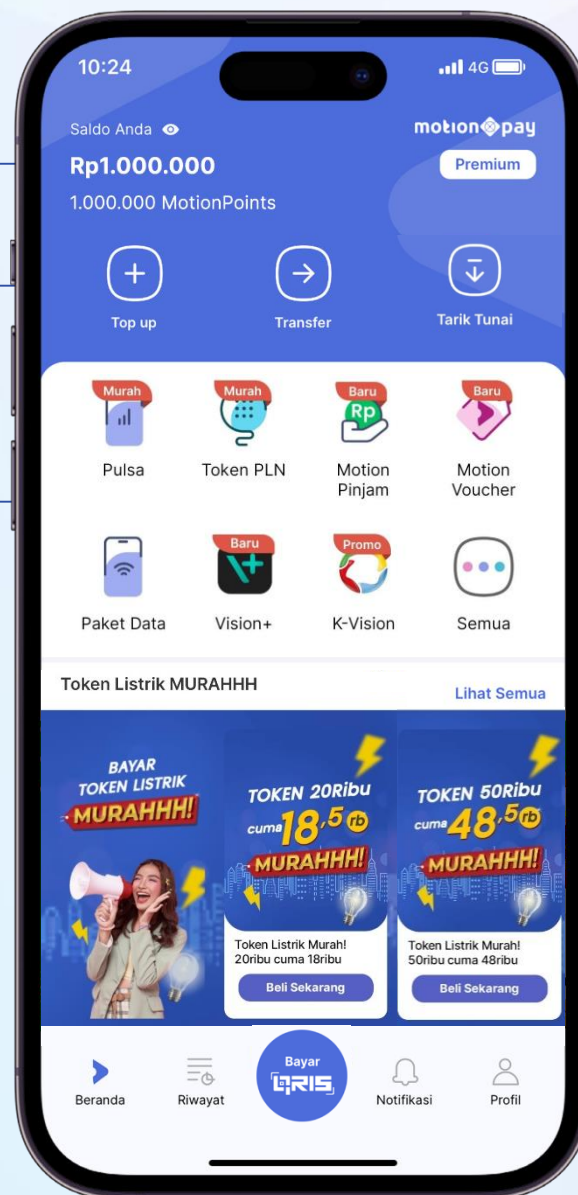 10:24
4G
Saldo Anda
motion pay
Rp1.000.000
Premium
1.000.000 MotionPoints
Top up
Transfer
Tarik Tunai
Murah
Murah
Baru
Baru
Rp
Pulsa
Token PLN
Motion
Pinjam
Motion
Voucher
Baru
Promo
V+
Paket Data
Vision+
K-Vision
Semua
Token Listrik MURAHHH
Lihat Semua
BAYAR
TOKEN LISTRIK
MURAHHH!
TOKEN 20Ribu
cuma 18,5 rb
MURAHHH!
Token Listrik Murah!
20ribu cuma 18ribu
Beli Sekarang
TOKEN 50Ribu
cuma 48,5 rb
MURAHHH!
Token Listrik Murah!
50ribu cuma 48ribu
Beli Sekarang
Beranda
Riwayat
Bayar
QRIS
Notifikasi
Profil